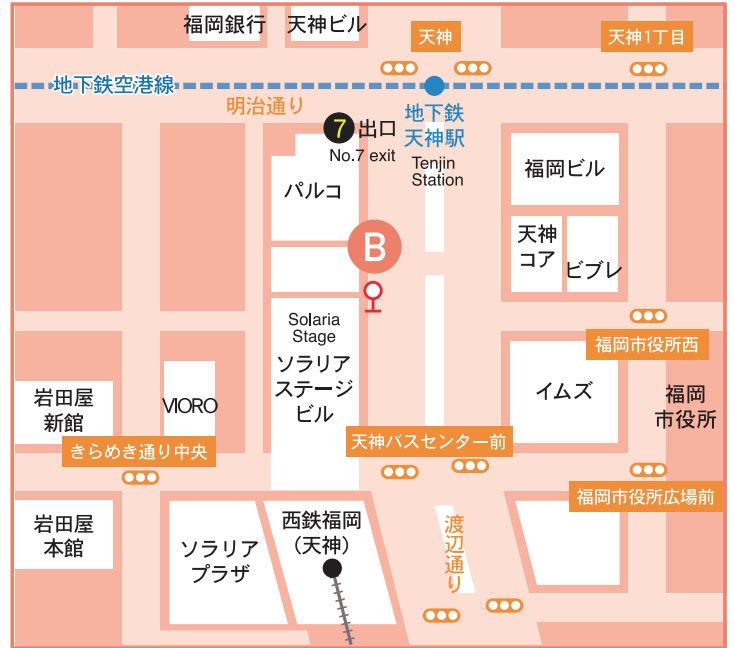 福岡銀行
天神ビル
天神
天神1丁目
地下鉄空港線
明治通り
7
出口
No.7 exit
地下鉄
天神駅
Tenjin
Station
パルコ
福岡ビル
B
天神
コア
ビブレ
Solaria
Stage
ソラリア
ステージ
ビル
福岡市役所西
イムズ
福岡
市役所
岩田屋
新館
VIORO
きらめき通り中央
天神バスセンター前
福岡市役所広場前
岩田屋
本館
ソラリア
プラザ
西鉄福岡
(天神)
渡辺通り